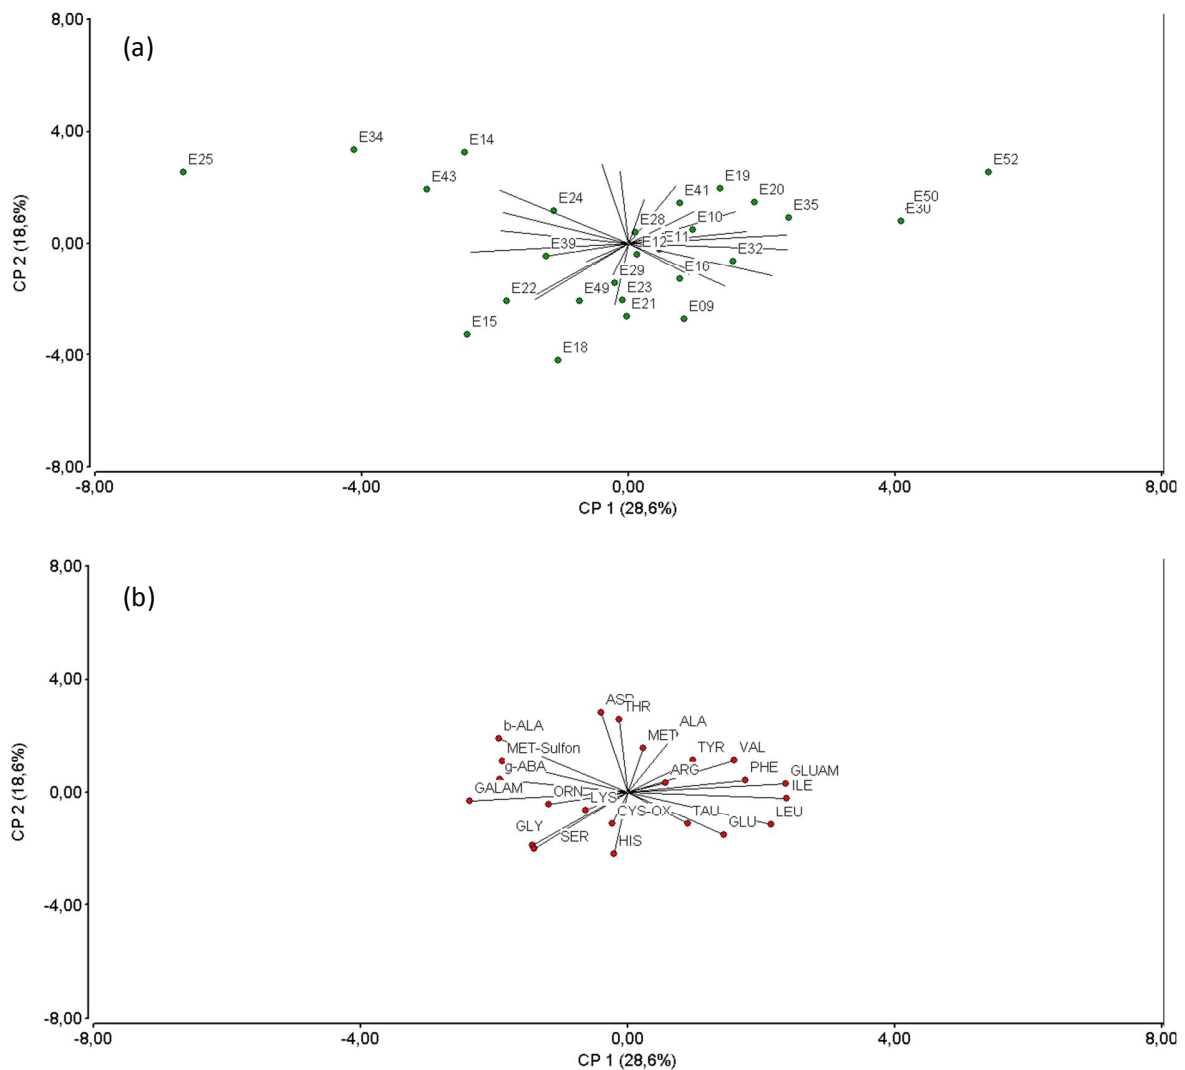 8,00
(a)
E34
E14
E25
E52
4,00
E43
E19
E41
E20
E50
E24
E35
E30
E10
E28
E11
E12
0,00
E39
E32
E16
E29
E22
E49
E23
E21
E09
E15
E18
-4,00
-8,00
-8,00 -4,00 0,00 4,00 8,00
CP 1 (28,6%)
CP 2 (18,6%)
8,00
(b)
4,00
ASP
THR
b-ALA
ALA
MET
MET-Sulfon
TYR
VAL
g-ABA
ARG
PHE
GLUAM
GALAM
ORN
LYS
ILE
0,00
CYS-OX
TAU
LEU
GLY
SER
HIS
GLU
-4,00
-8,00
-8,00 -4,00 0,00 4,00 8,00
CP 1 (28,6%)
CP 2 (18,6%)